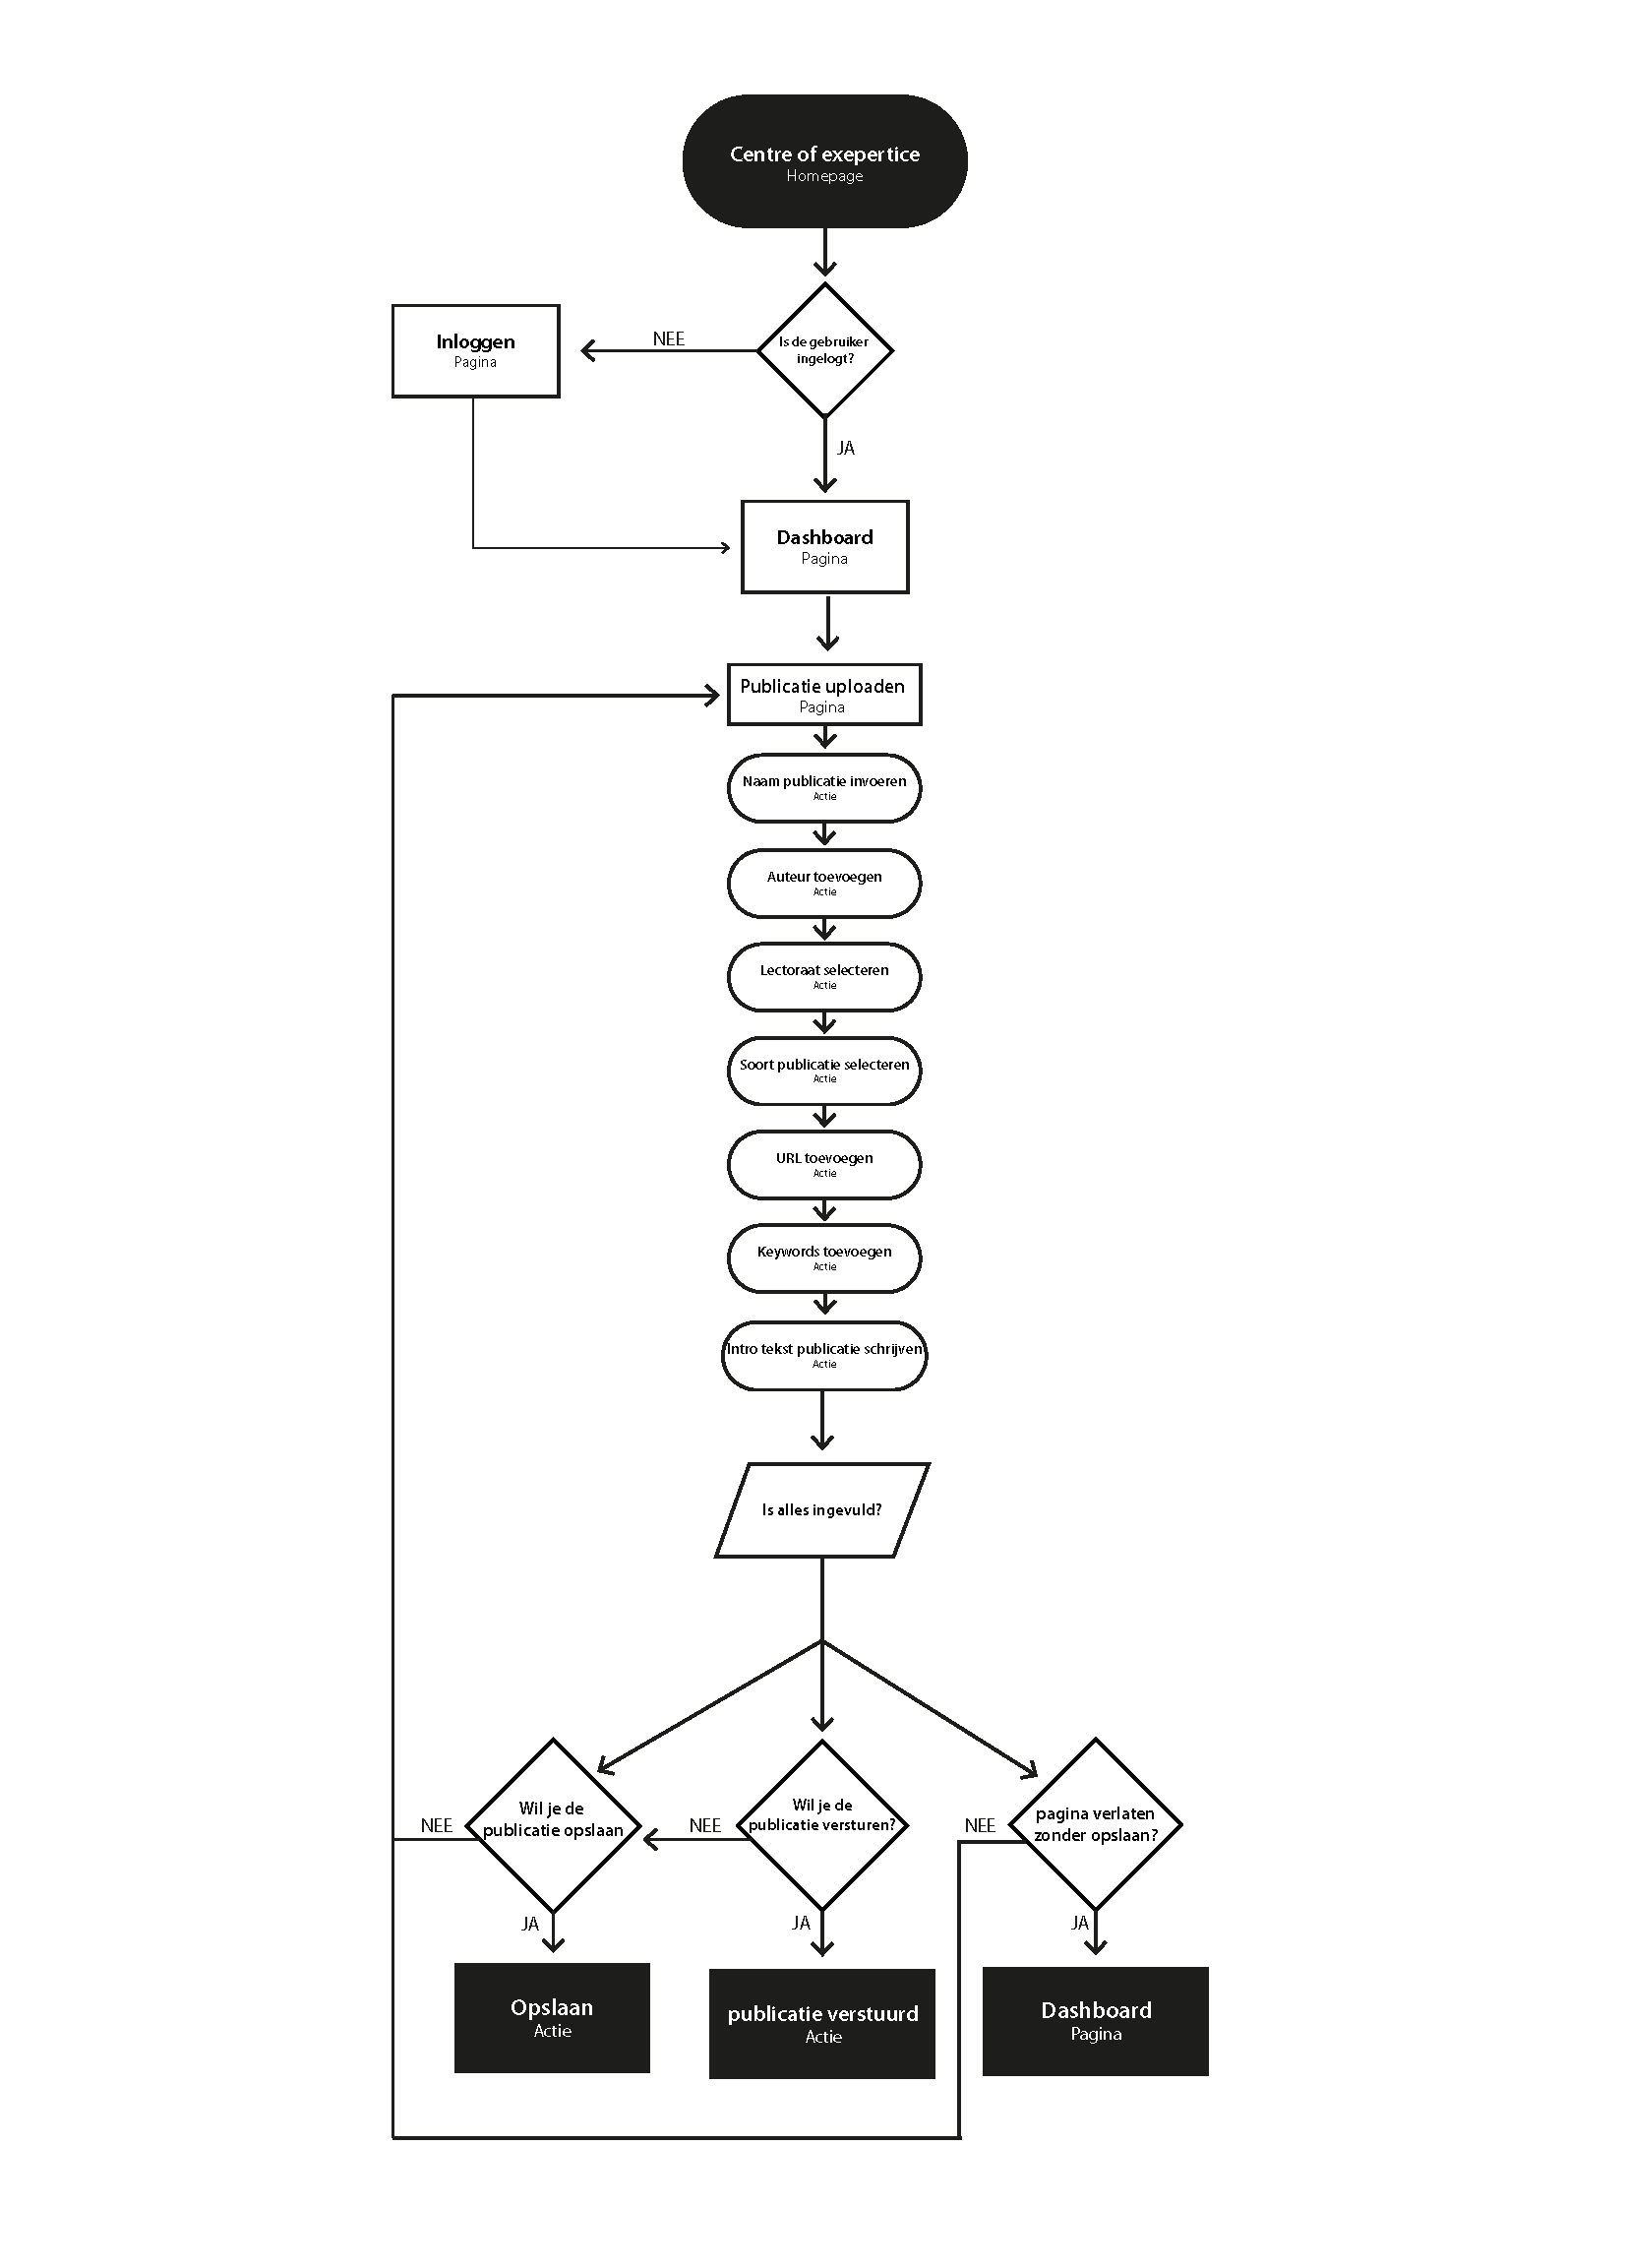 Centre of exepertice
Homepage
Is de gebruiker
ingelogt?
NEE
Inloggen
Pagina
JA
Dashboard
Pagina
Publicatie uploaden
Pagina
Naam publicatie invoeren
Actie
Auteur toevoegen
Actie
Lectoraat selecteren
Actie
Soort publicatie selecteren
Actie
URL toevoegen
Actie
Keywords toevoegen
Actie
Intro tekst publicatie schrijven
Actie
Is alles ingevuld?
Wil je de
publicatie opslaan
NEE
JA
Wil je de
publicatie versturen?
NEE
JA
pagina verlaten
zonder opslaan?
NEE
JA
Opslaan
Actie
publicatie verstuurd
Actie
Dashboard
Pagina